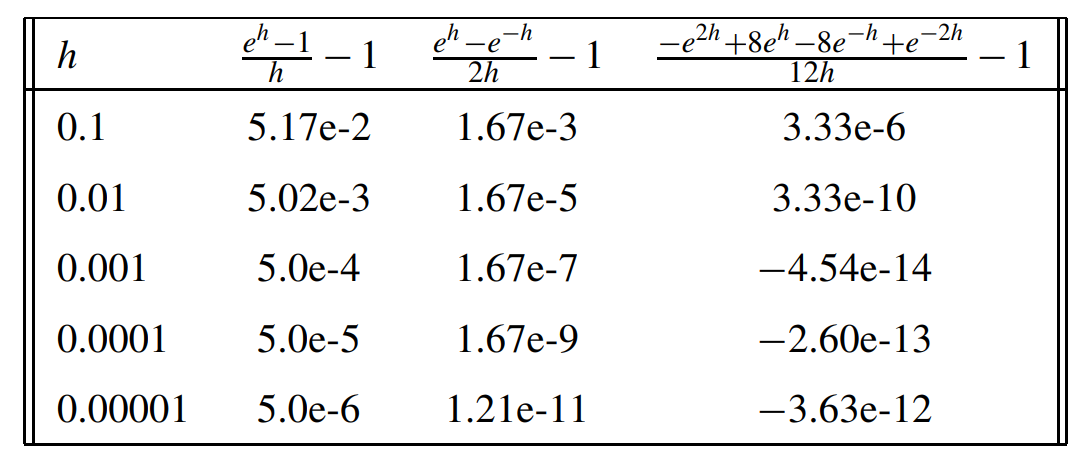 h $\frac{e^h-1}{h} - 1$ $\frac{e^h-e^{-h}}{2h} - 1$ $\frac{-e^{2h}+8e^h-8e^{-h}+e^{-2h}}{12h} - 1$
0.1 5.17e-2 1.67e-3 3.33e-6
0.01 5.02e-3 1.67e-5 3.33e-10
0.001 5.0e-4 1.67e-7 −4.54e-14
0.0001 5.0e-5 1.67e-9 −2.60e-13
0.00001 5.0e-6 1.21e-11 −3.63e-12